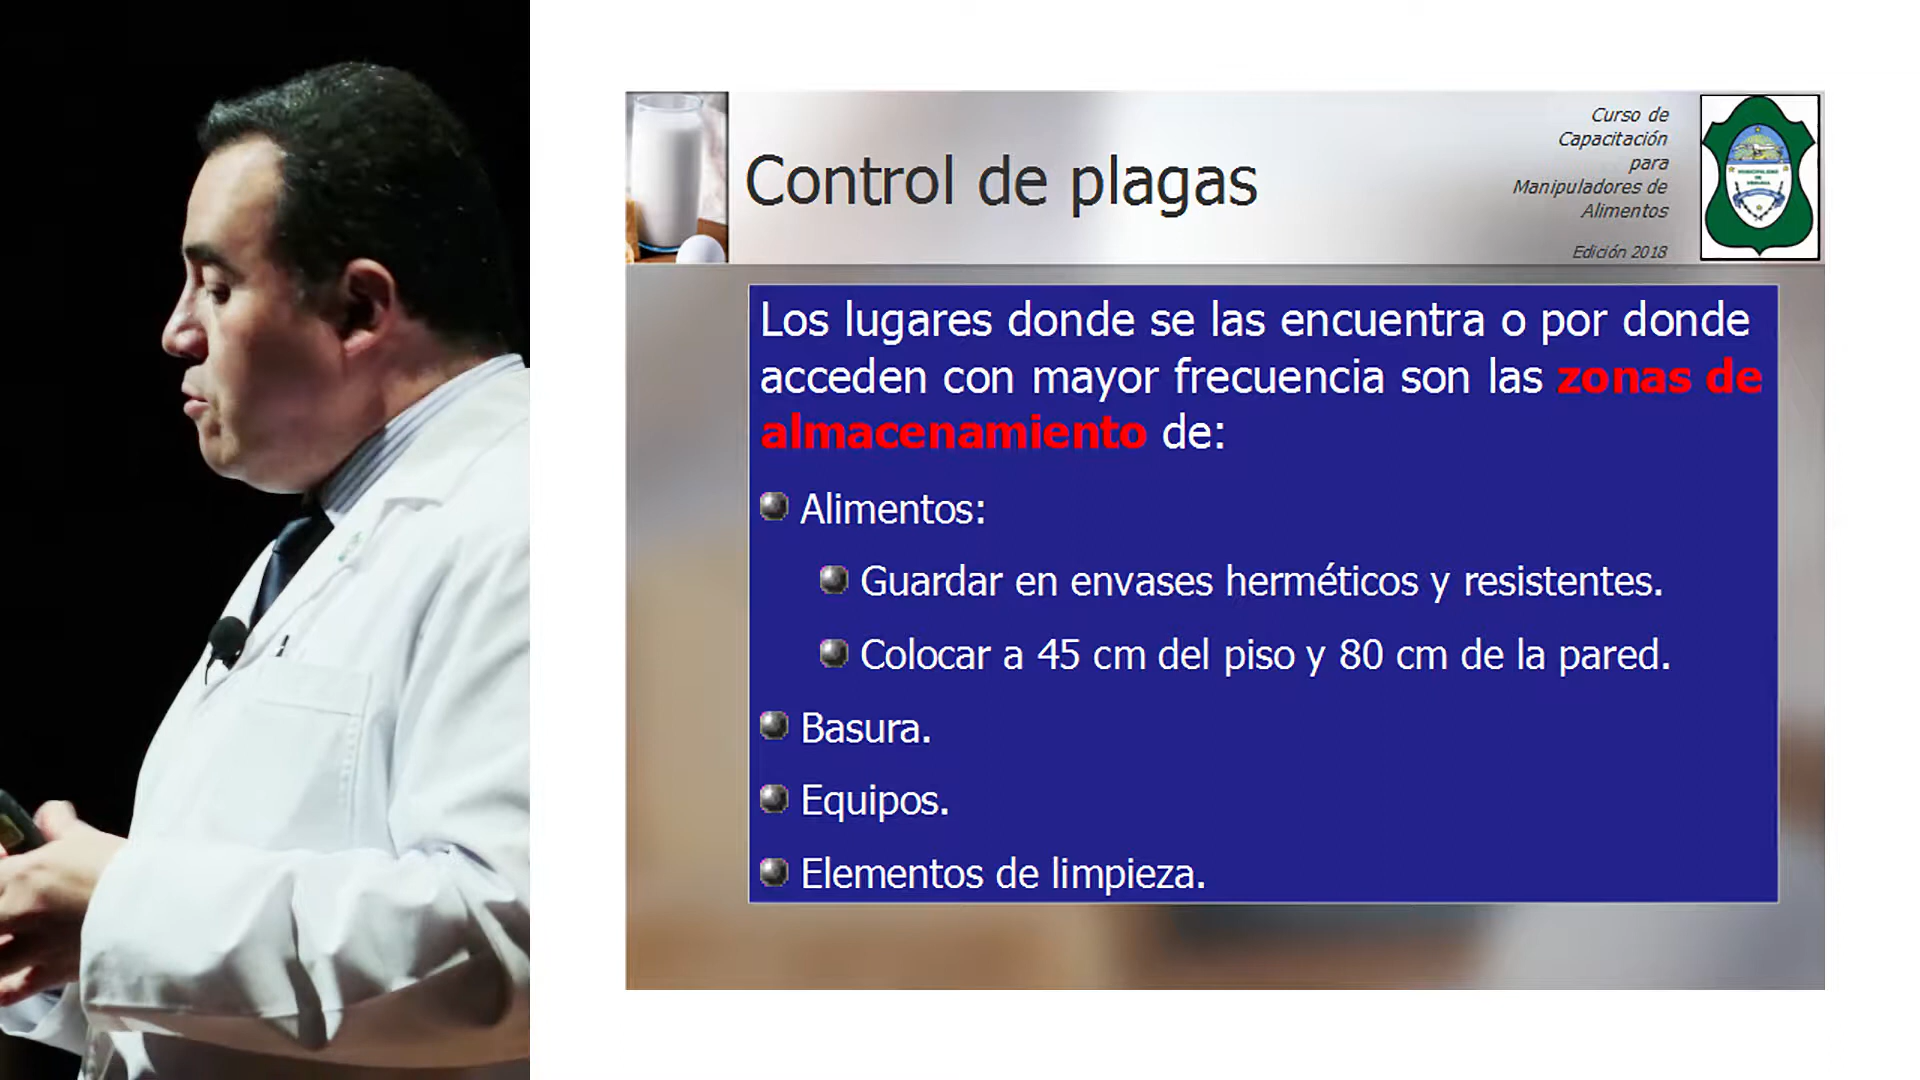 Control de plagas
Curso de
Capacitación
para
Manipuladores de
Alimentos
Edición 2018
Los lugares donde se las encuentra o por donde
acceden con mayor frecuencia son las zonas de
almacenamiento de:
Alimentos:
Guardar en envases herméticos y resistentes.
Colocar a 45 cm del piso y 80 cm de la pared.
Basura.
Equipos.
Elementos de limpieza.